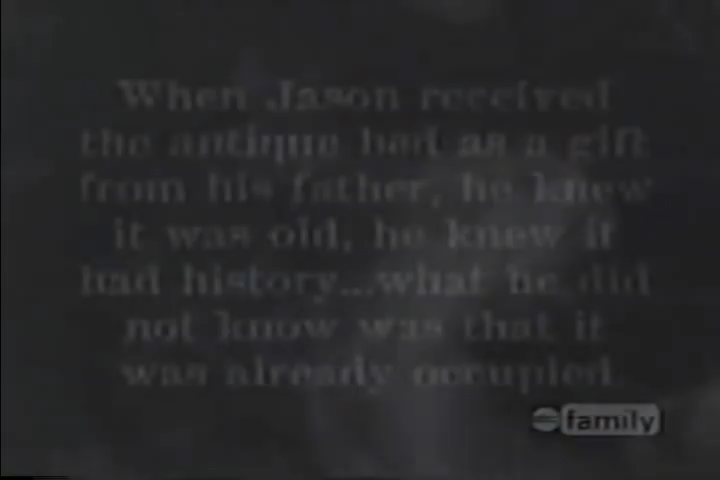 When Jason received
the antique bed as a gift
from his father, he knew
it was old, he knew it
had history...what he did
not know was that it
was already occupied.
abc family